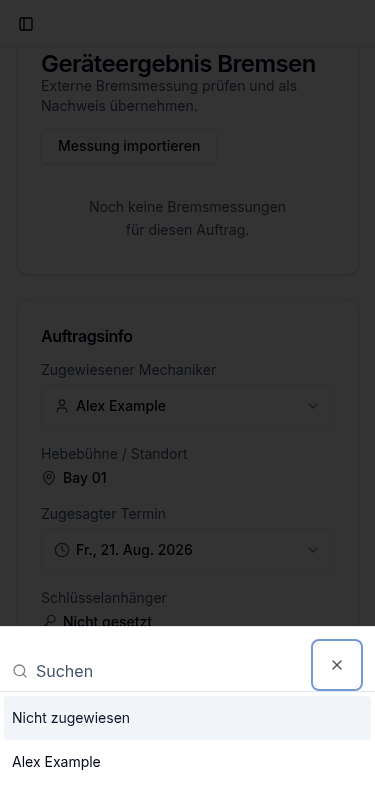 Geräteergebnis Bremsen
Externe Bremsmessung prüfen und als
Nachweis übernehmen.
Messung importieren
Noch keine Bremsmessungen
für diesen Auftrag.
Auftragsinfo
Zugewiesener Mechaniker
Alex Example
Hebebühne / Standort
Bay 01
Zugesagter Termin
Fr., 21. Aug. 2026
Schlüsselanhänger
Nicht gesetzt
Suchen
Nicht zugewiesen
Alex Example